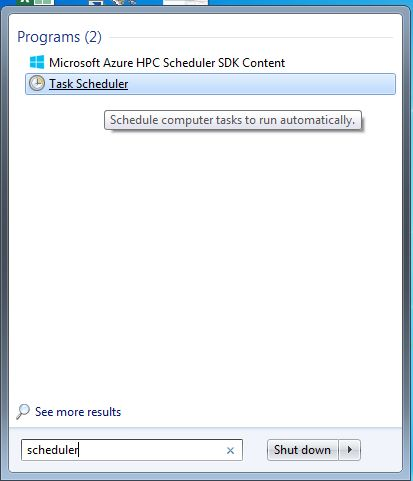 Programs (2)
Microsoft Azure HPC Scheduler SDK Content
Task Scheduler
Schedule computer tasks to run automatically.
See more results
scheduler
Shut down